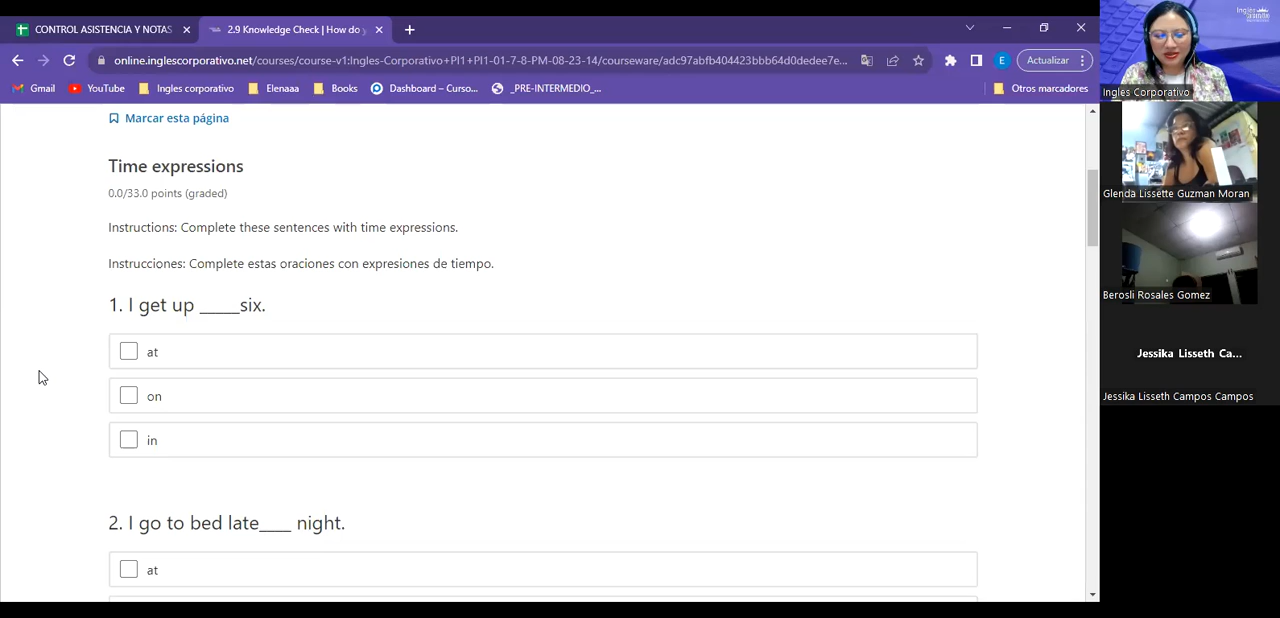 CONTROL ASISTENCIA Y NOTAS
2.9 Knowledge Check | How do y
online.inglescorporativo.net/courses/course-v1:Ingles-Corporativo+PI1+PI1-01-7-8-PM-08-23-14/courseware/adc97abfb404423bbb64d0dedee7e...
E
Actualizar
Gmail
YouTube
Ingles corporativo
Elenaaa
Books
Dashboard – Curso...
_PRE-INTERMEDIO_...
Otros marcadores
Marcar esta página
Time expressions
0.0/33.0 points (graded)
Instructions: Complete these sentences with time expressions.
Instrucciones: Complete estas oraciones con expresiones de tiempo.
1. I get up _____six.
at
on
in
2. I go to bed late____ night.
at
Ingles Corporativo
Glenda Lissette Guzman Moran
Berosli Rosales Gomez
Jessika Lisseth Ca...
Jessika Lisseth Campos Campos